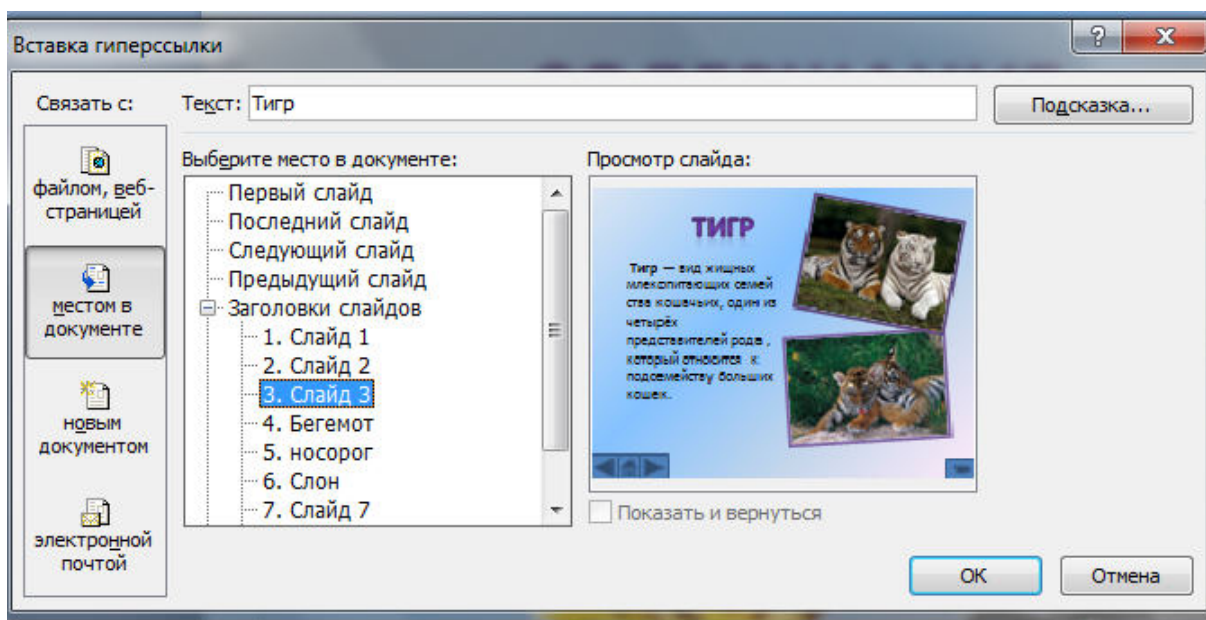 Вставка гиперссылки
Связать с:
Текст: Тигр
Подсказка...
файлом, веб-
страницей
местом в
документе
новым
документом
электронной
почтой
Выберите место в документе:
Первый слайд
Последний слайд
Следующий слайд
Предыдущий слайд
Заголовки слайдов
1. Слайд 1
2. Слайд 2
3. Слайд 3
4. Бегемот
5. носорог
6. Слон
7. Слайд 7
Просмотр слайда:
ТИГР
Тигр — вид хищных
млекопитающих семей
ства кошачьих, один из
четырёх
представителей рода ,
который относится к
подсемейству больших
кошек.
Показать и вернуться
ОК
Отмена